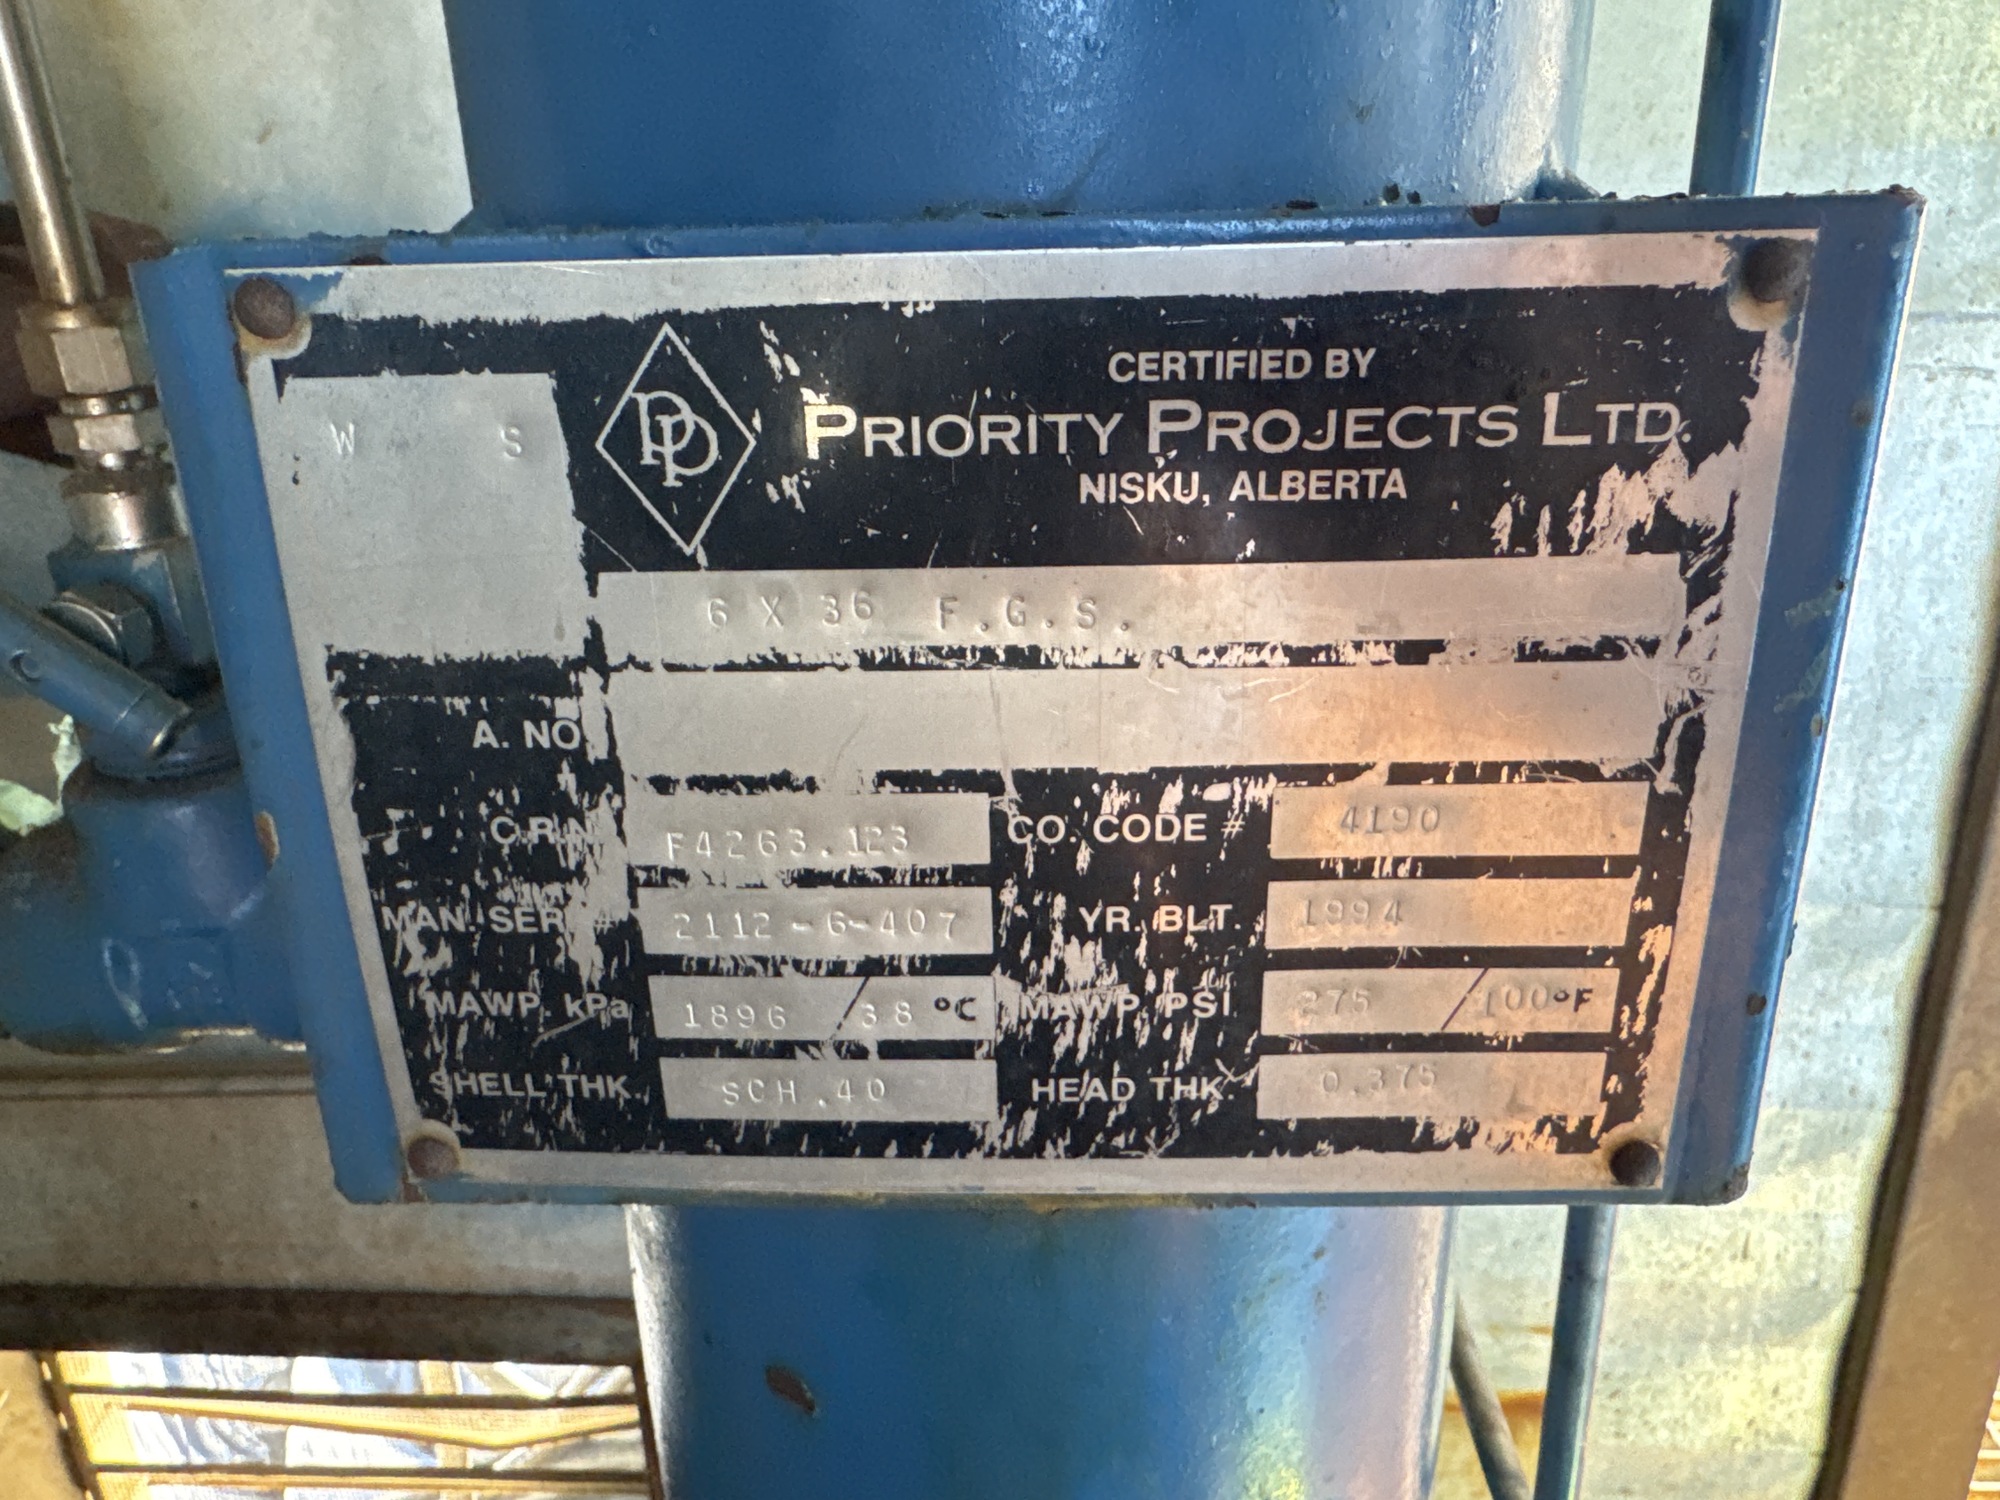 W S
PP
CERTIFIED BY
PRIORITY PROJECTS LTD.
NISKU, ALBERTA
6 X 36 F.G.S.
A. NO.
C.R.N. F4263.123 CO. CODE # 4190
MAN. SER. # 2112-6-407 YR. BLT. 1994
MAWP. kPa 1896 / 38 °C MAWP. PSI 275 / 100°F
SHELL THK. SCH.40 HEAD THK. 0.375